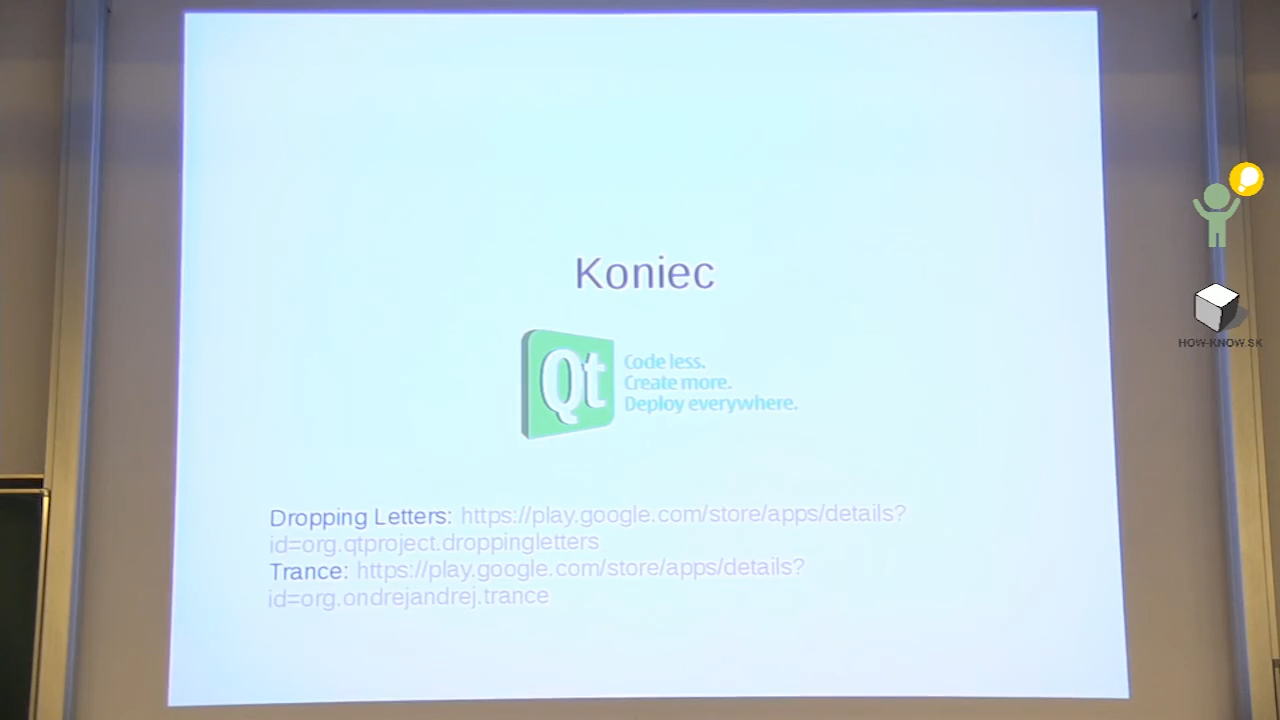 Koniec
Qt
Code less.
Create more.
Deploy everywhere.
Dropping Letters: https://play.google.com/store/apps/details?
id=org.qtproject.droppingletters
Trance: https://play.google.com/store/apps/details?
id=org.ondrejandrej.trance
HOW-KNOW.SK